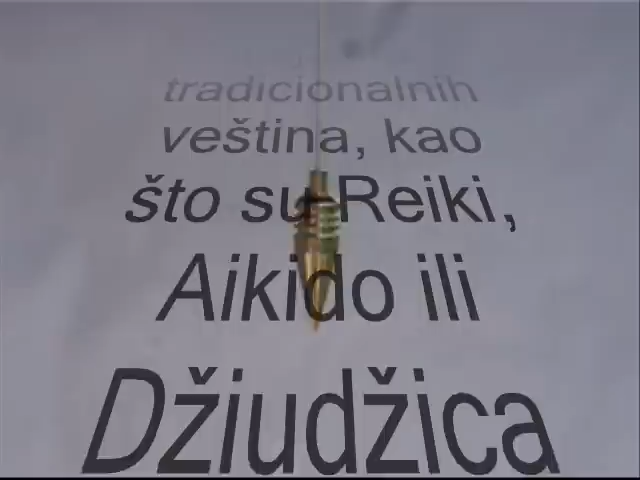 tradicionalnih
veština, kao
što su Reiki,
Aikido ili
Džiudžica